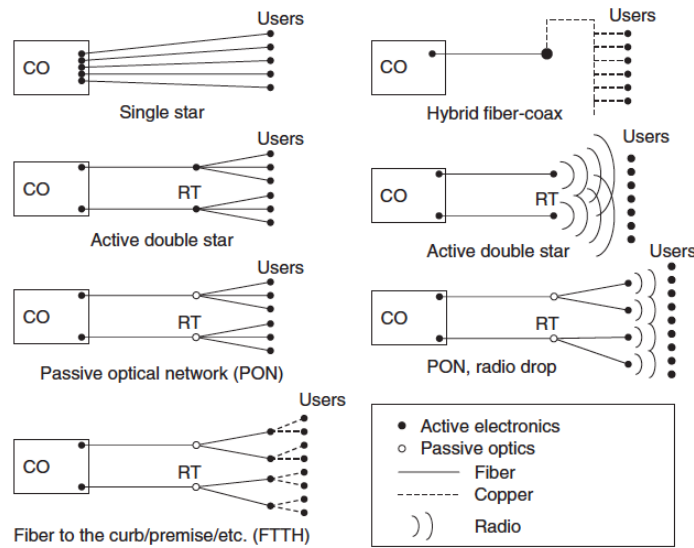 Users
CO
Single star
Users
CO
Hybrid fiber-coax
Users
CO
RT
Active double star
Users
CO
RT
Active double star
Users
CO
RT
Passive optical network (PON)
Users
CO
RT
PON, radio drop
Users
CO
RT
Fiber to the curb/premise/etc. (FTTH)
Active electronics
Passive optics
Fiber
Copper
Radio